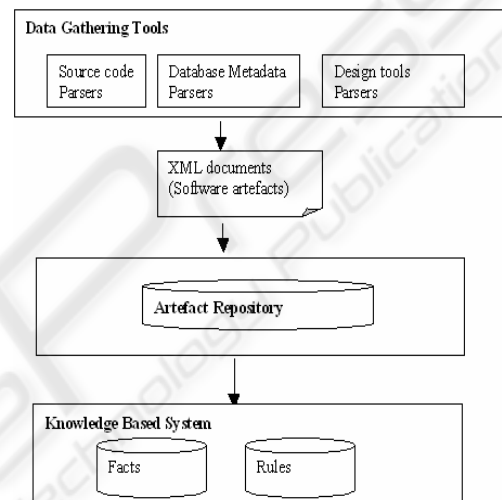 Data Gathering Tools
Source code
Parsers
Database Metadata
Parsers
Design tools
Parsers
XML documents
(Software artefacts)
Artefact Repository
Knowledge Based System
Facts
Rules